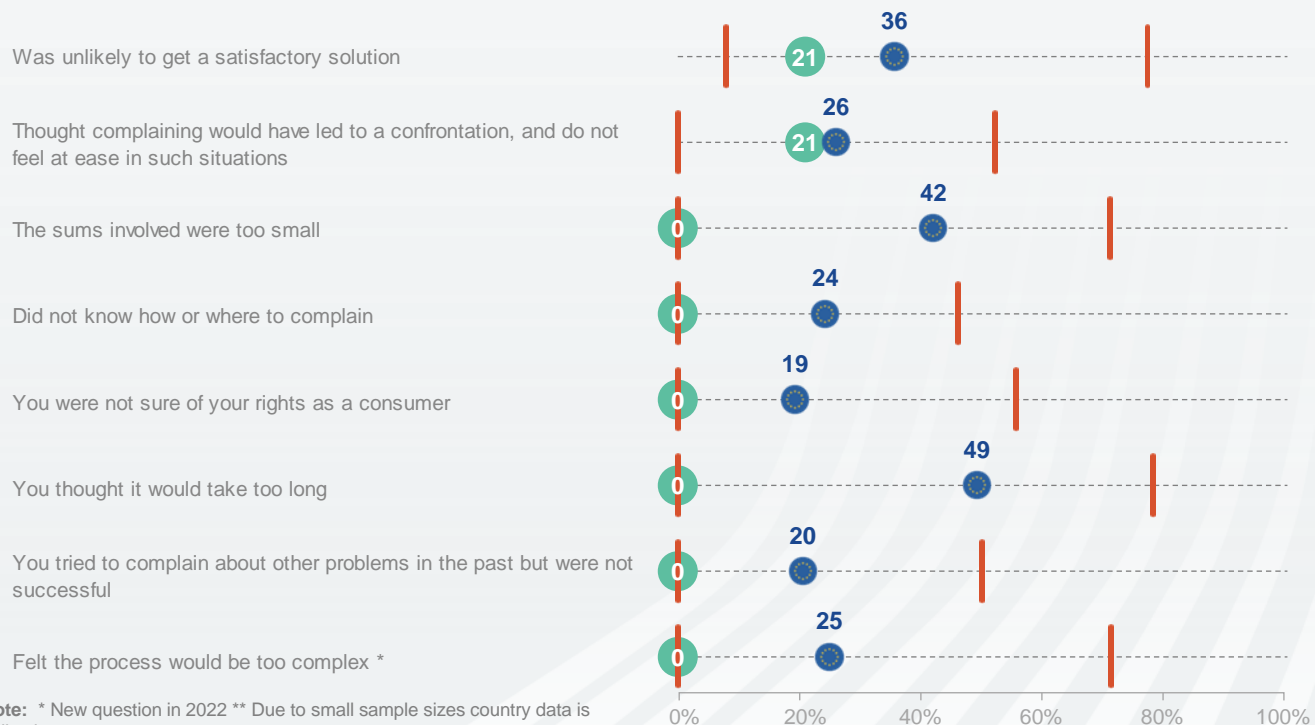 36
Was unlikely to get a satisfactory solution 21
26
Thought complaining would have led to a confrontation, and do not
feel at ease in such situations
21
42
The sums involved were too small 0
24
Did not know how or where to complain 0
19
You were not sure of your rights as a consumer 0
49
You thought it would take too long 0
20
You tried to complain about other problems in the past but were not
successful
0
25
Felt the process would be too complex * 0
ote: * New question in 2022 ** Due to small sample sizes country data is
0% 20% 40% 60% 80% 100%